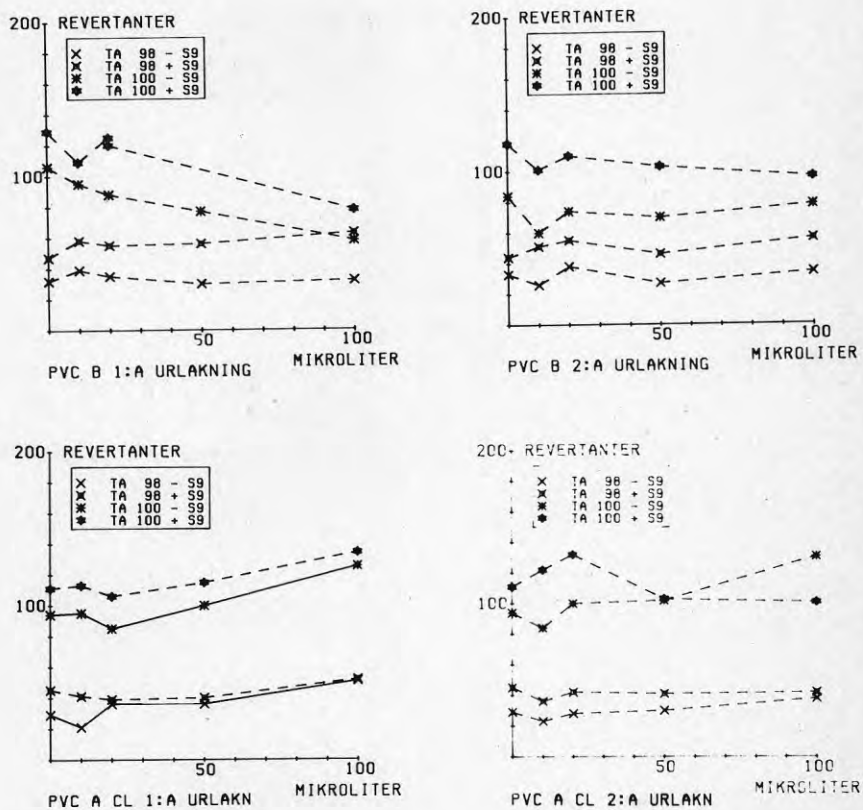 200
REVERTANTER
× TA 98 - S9
TA 98 + S9
TA 100 - S9
TA 100 + S9
100
50
100
MIKROLITER
PVC B 1:A URLAKNING
200
REVERTANTER
× TA 98 - S9
TA 98 + S9
TA 100 - S9
TA 100 + S9
100
50
100
MIKROLITER
PVC B 2:A URLAKNING
200
REVERTANTER
× TA 98 - S9
TA 98 + S9
TA 100 - S9
TA 100 + S9
100
50
100
MIKROLITER
PVC A CL 1:A URLAKN
200
REVERTANTER
× TA 98 - S9
TA 98 + S9
TA 100 - S9
TA 100 + S9
100
50
100
MIKROLITER
PVC A CL 2:A URLAKN